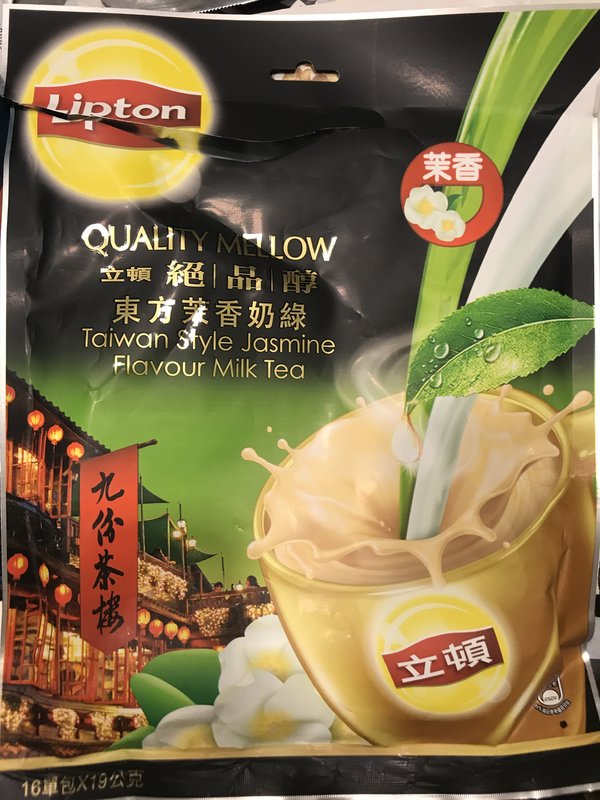 Lipton
茉香
QUALITY MELLOW
立頓 絕|品|醇
東方茉香奶綠
Taiwan Style Jasmine
Flavour Milk Tea
九份茶樓
立頓
16單包X19公克